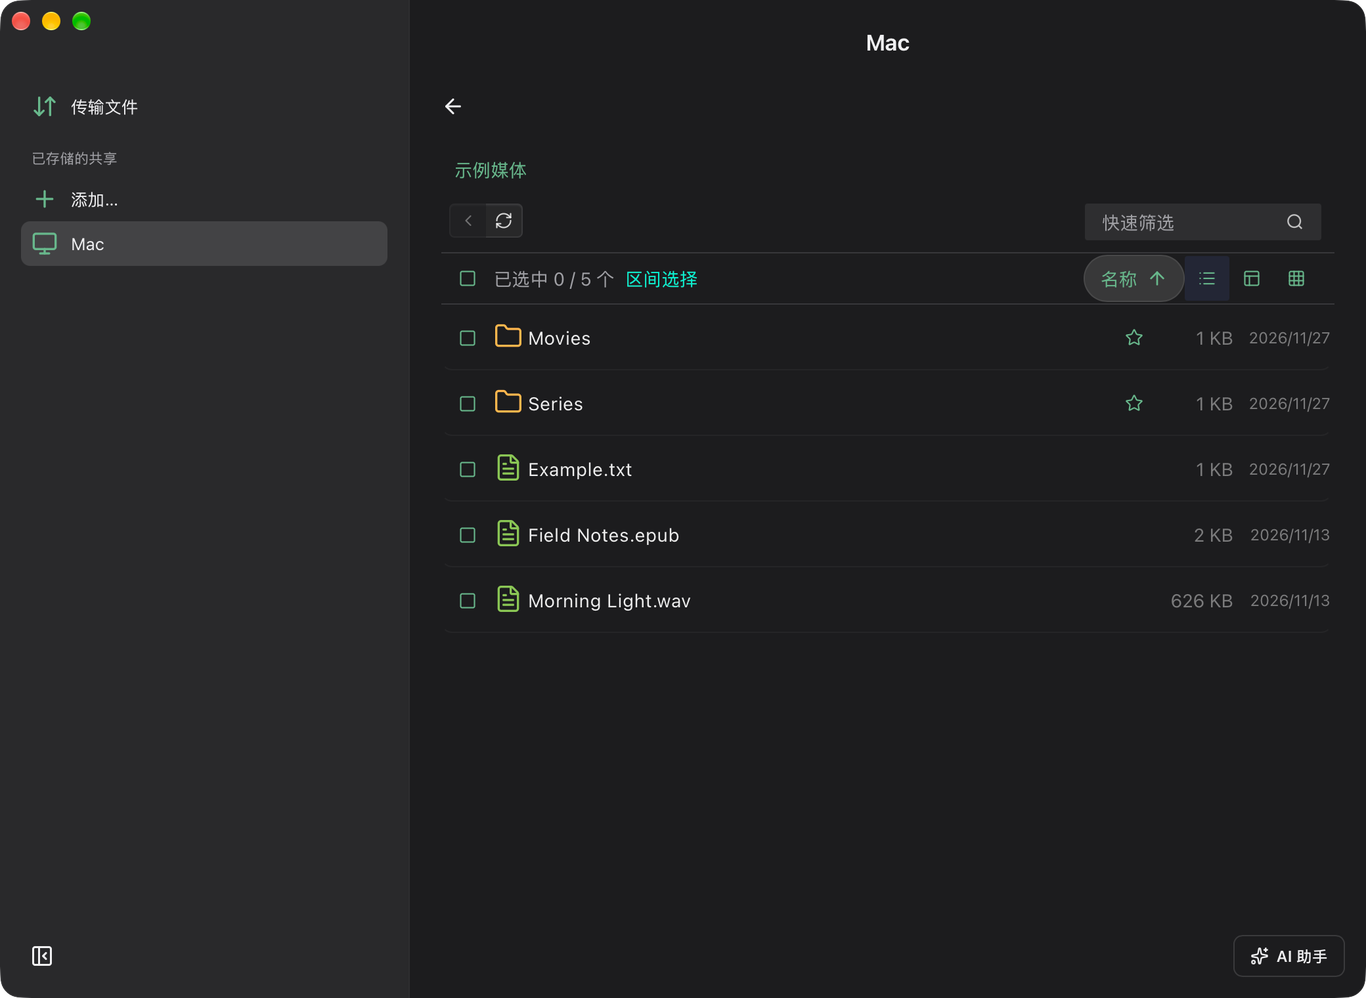 Mac
传输文件
已存储的共享
添加...
Mac
示例媒体
快速筛选
已选中 0 / 5 个 区间选择 名称
Movies 1 KB 2026/11/27
Series 1 KB 2026/11/27
Example.txt 1 KB 2026/11/27
Field Notes.epub 2 KB 2026/11/13
Morning Light.wav 626 KB 2026/11/13
AI 助手